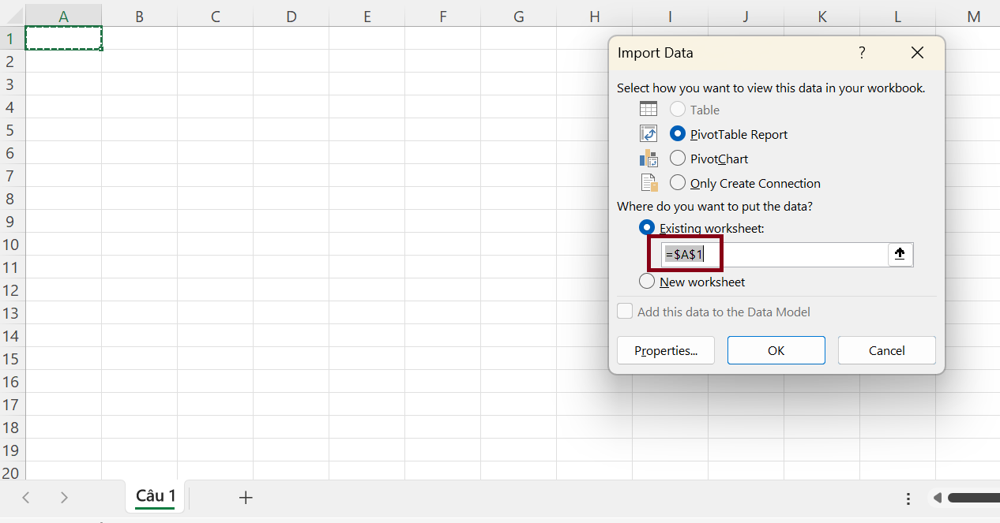 A B C D E F G H I J K L M
1
2
3
4
5
6
7
8
9
10
11
12
13
14
15
16
17
18
19
20
Import Data ?
Select how you want to view this data in your workbook.
Table
PivotTable Report
PivotChart
Only Create Connection
Where do you want to put the data?
Existing worksheet:
=$A$1
New worksheet
Add this data to the Data Model
Properties... OK Cancel
Câu 1